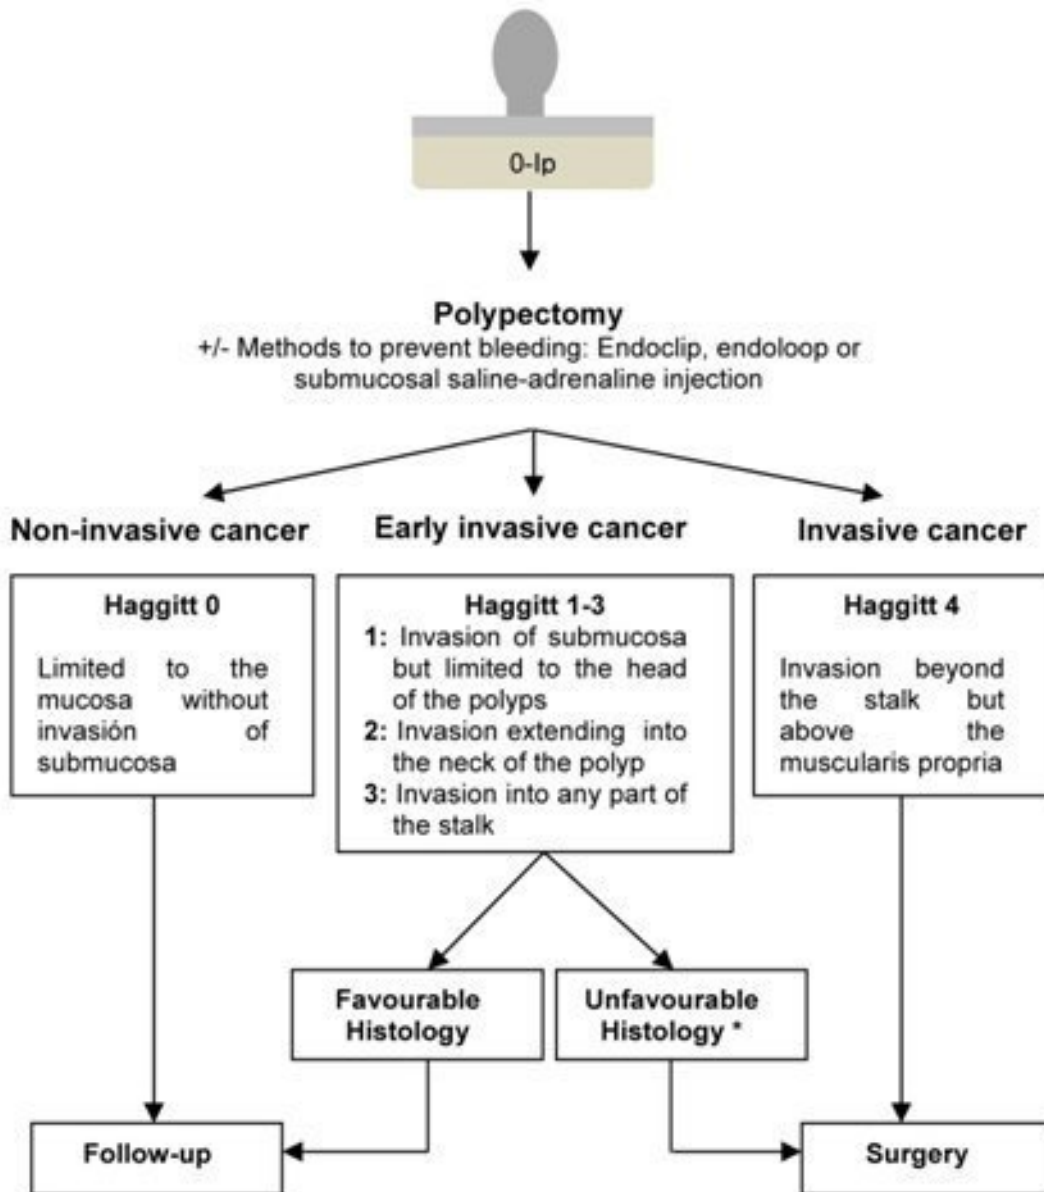 0-Ip
Polypectomy
+/- Methods to prevent bleeding: Endoclip, endoloop or
submucosal saline-adrenaline injection
Non-invasive cancer
Haggitt 0
Limited to the
mucosa without
invasión of
submucosa
Early invasive cancer
Haggitt 1-3
1: Invasion of submucosa
but limited to the head
of the polyps
2: Invasion extending into
the neck of the polyp
3: Invasion into any part of
the stalk
Invasive cancer
Haggitt 4
Invasion beyond
the stalk but
above the
muscularis propria
Favourable
Histology
Unfavourable
Histology *
Follow-up
Surgery